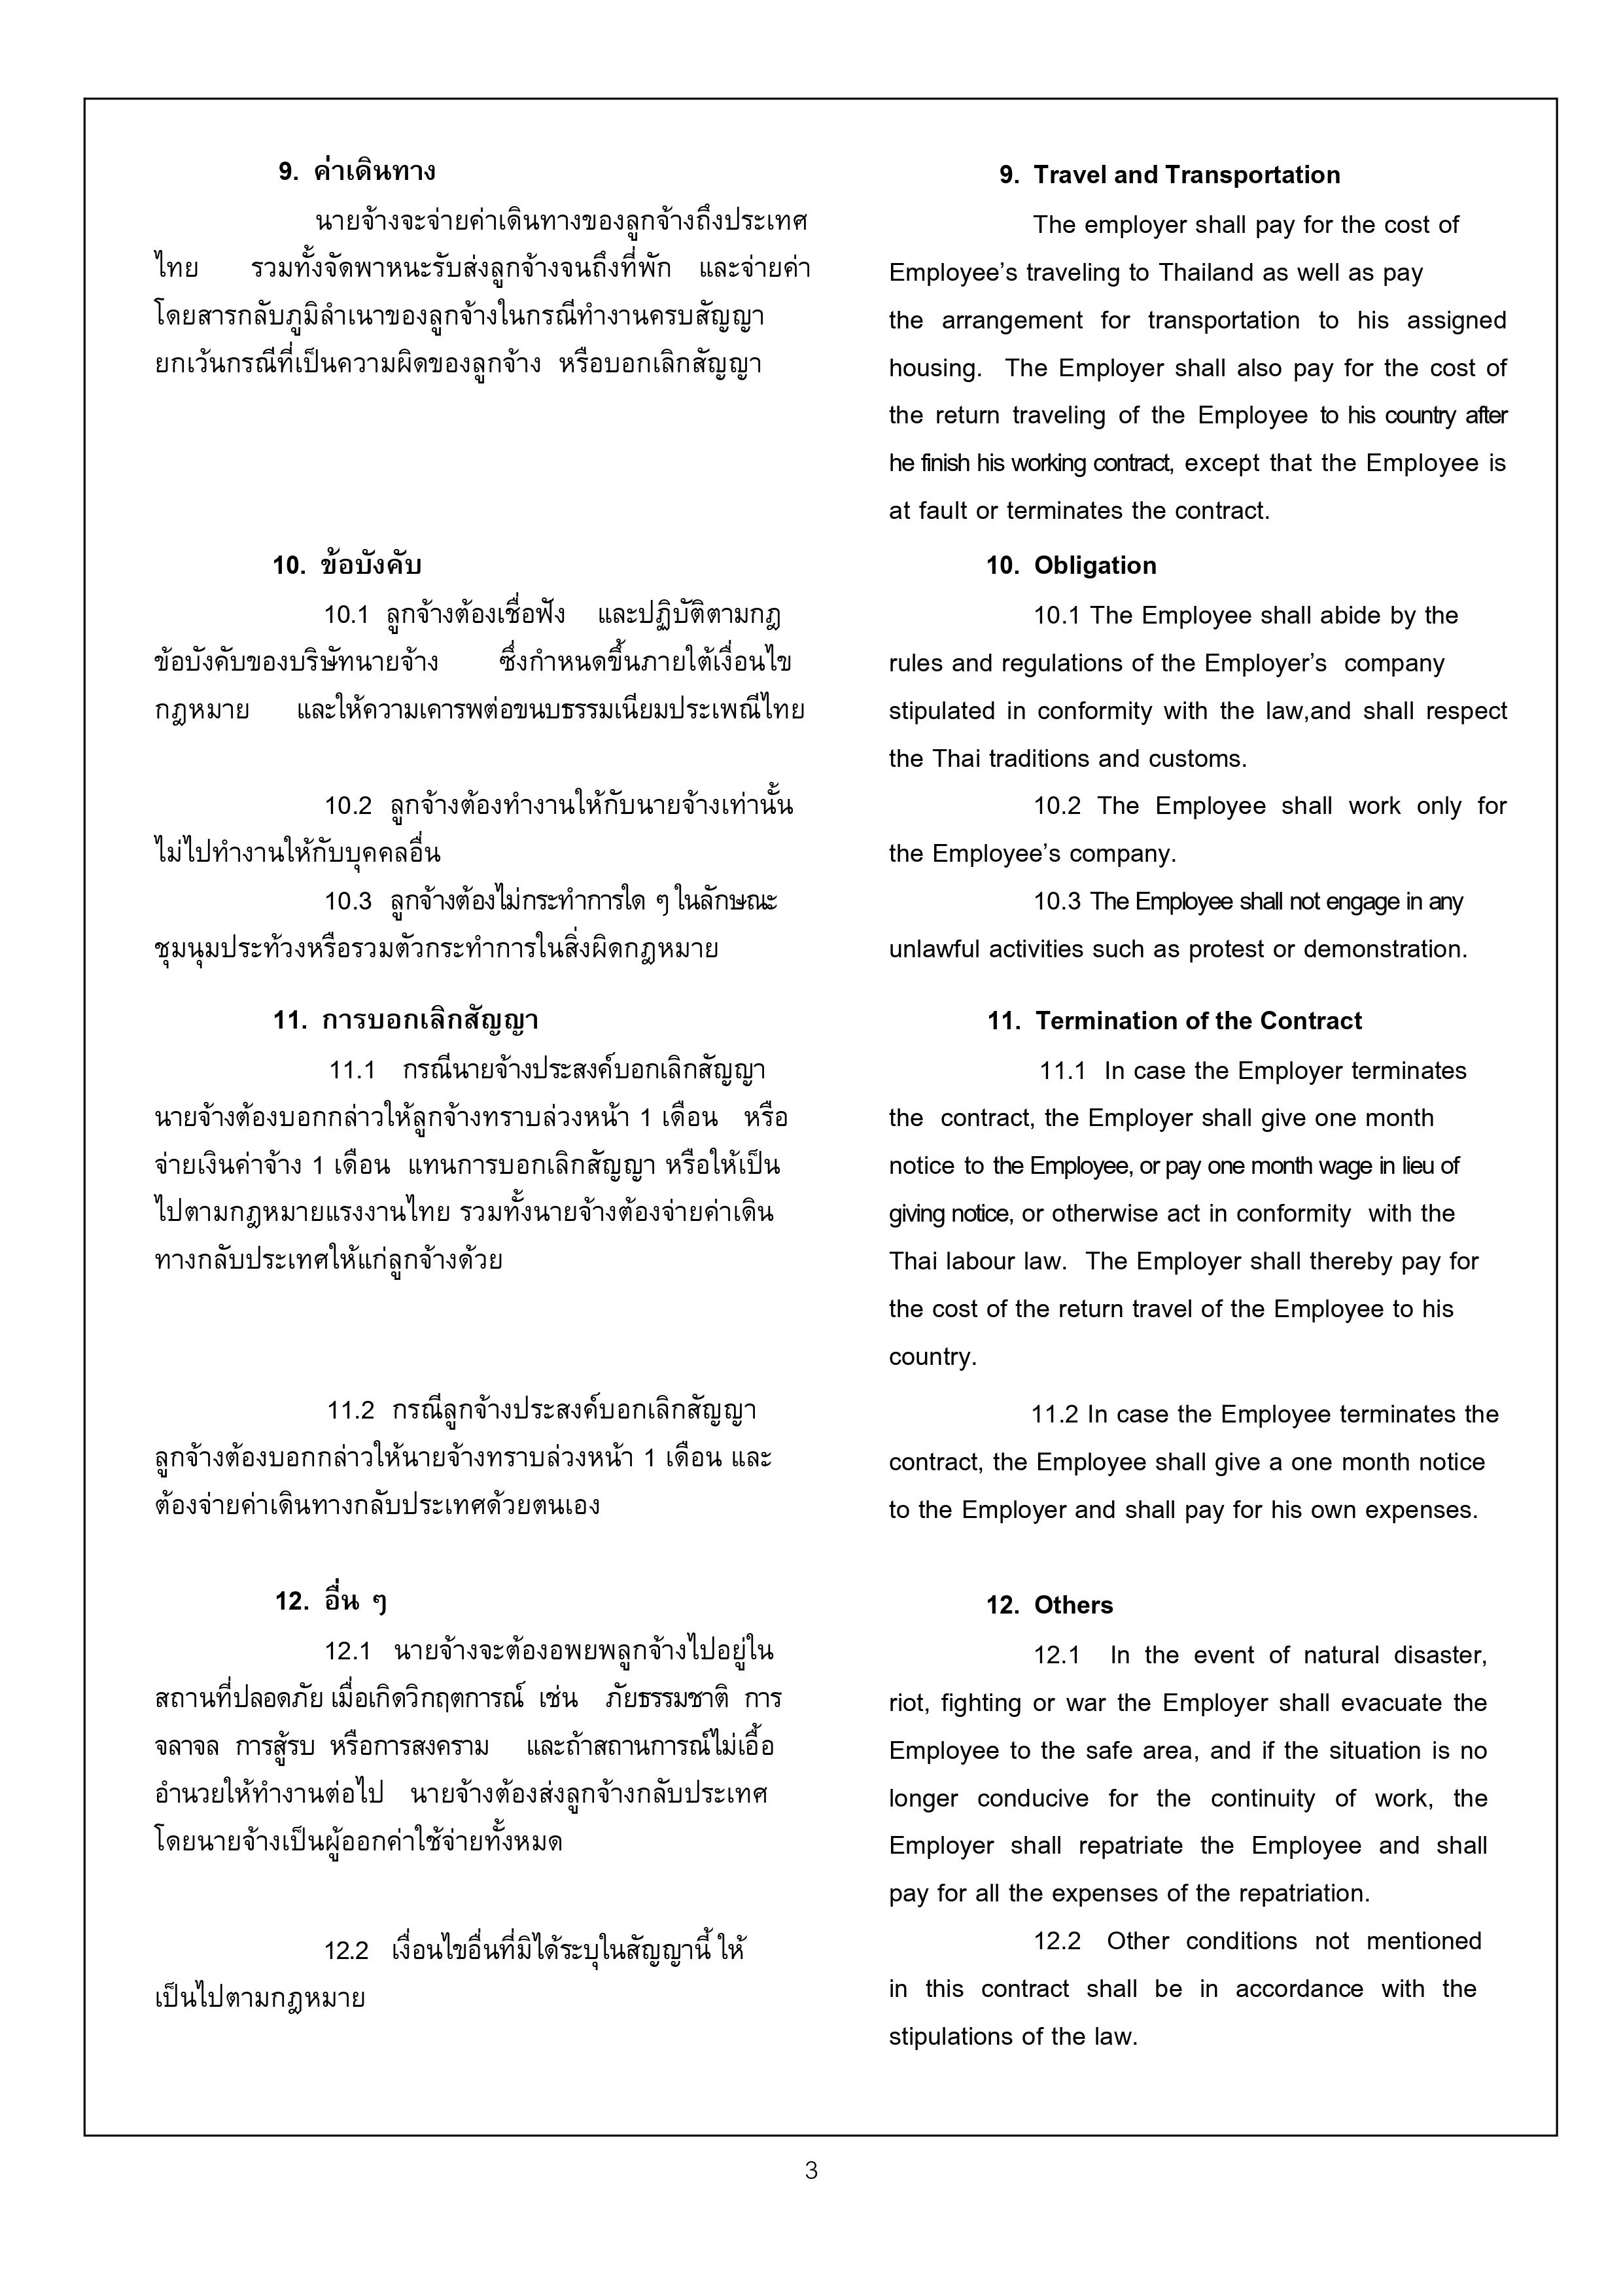 9. ค่าเดินทาง
นายจ้างจะจ่ายค่าเดินทางของลูกจ้างถึงประเทศ
ไทย รวมทั้งจัดพาหนะรับส่งลูกจ้างจนถึงที่พัก และจ่ายค่า
โดยสารกลับภูมิลำเนาของลูกจ้างในกรณีทำงานครบสัญญา
ยกเว้นกรณีที่เป็นความผิดของลูกจ้าง หรือบอกเลิกสัญญา
10. ข้อบังคับ
10.1 ลูกจ้างต้องเชื่อฟัง และปฏิบัติตามกฎ
ข้อบังคับของบริษัทนายจ้าง ซึ่งกำหนดขึ้นภายใต้เงื่อนไข
กฎหมาย และให้ความเคารพต่อขนบธรรมเนียมประเพณีไทย
10.2 ลูกจ้างต้องทำงานให้กับนายจ้างเท่านั้น
ไม่ไปทำงานให้กับบุคคลอื่น
10.3 ลูกจ้างต้องไม่กระทำการใด ๆ ในลักษณะ
ชุมนุมประท้วงหรือรวมตัวกระทำการในสิ่งผิดกฎหมาย
11. การบอกเลิกสัญญา
11.1 กรณีนายจ้างประสงค์บอกเลิกสัญญา
นายจ้างต้องบอกกล่าวให้ลูกจ้างทราบล่วงหน้า 1 เดือน หรือ
จ่ายเงินค่าจ้าง 1 เดือน แทนการบอกเลิกสัญญา หรือให้เป็น
ไปตามกฎหมายแรงงานไทย รวมทั้งนายจ้างต้องจ่ายค่าเดิน
ทางกลับประเทศให้แก่ลูกจ้างด้วย
11.2 กรณีลูกจ้างประสงค์บอกเลิกสัญญา
ลูกจ้างต้องบอกกล่าวให้นายจ้างทราบล่วงหน้า 1 เดือน และ
ต้องจ่ายค่าเดินทางกลับประเทศด้วยตนเอง
12. อื่น ๆ
12.1 นายจ้างจะต้องอพยพลูกจ้างไปอยู่ใน
สถานที่ปลอดภัย เมื่อเกิดวิกฤตการณ์ เช่น ภัยธรรมชาติ การ
จลาจล การสู้รบ หรือการสงคราม และถ้าสถานการณ์ไม่เอื้อ
อำนวยให้ทำงานต่อไป นายจ้างต้องส่งลูกจ้างกลับประเทศ
โดยนายจ้างเป็นผู้ออกค่าใช้จ่ายทั้งหมด
12.2 เงื่อนไขอื่นที่มิได้ระบุในสัญญานี้ ให้
เป็นไปตามกฎหมาย
9. Travel and Transportation
The employer shall pay for the cost of
Employee’s traveling to Thailand as well as pay
the arrangement for transportation to his assigned
housing. The Employer shall also pay for the cost of
the return traveling of the Employee to his country after
he finish his working contract, except that the Employee is
at fault or terminates the contract.
10. Obligation
10.1 The Employee shall abide by the
rules and regulations of the Employer’s company
stipulated in conformity with the law,and shall respect
the Thai traditions and customs.
10.2 The Employee shall work only for
the Employee’s company.
10.3 The Employee shall not engage in any
unlawful activities such as protest or demonstration.
11. Termination of the Contract
11.1 In case the Employer terminates
the contract, the Employer shall give one month
notice to the Employee, or pay one month wage in lieu of
giving notice, or otherwise act in conformity with the
Thai labour law. The Employer shall thereby pay for
the cost of the return travel of the Employee to his
country.
11.2 In case the Employee terminates the
contract, the Employee shall give a one month notice
to the Employer and shall pay for his own expenses.
12. Others
12.1 In the event of natural disaster,
riot, fighting or war the Employer shall evacuate the
Employee to the safe area, and if the situation is no
longer conducive for the continuity of work, the
Employer shall repatriate the Employee and shall
pay for all the expenses of the repatriation.
12.2 Other conditions not mentioned
in this contract shall be in accordance with the
stipulations of the law.
3